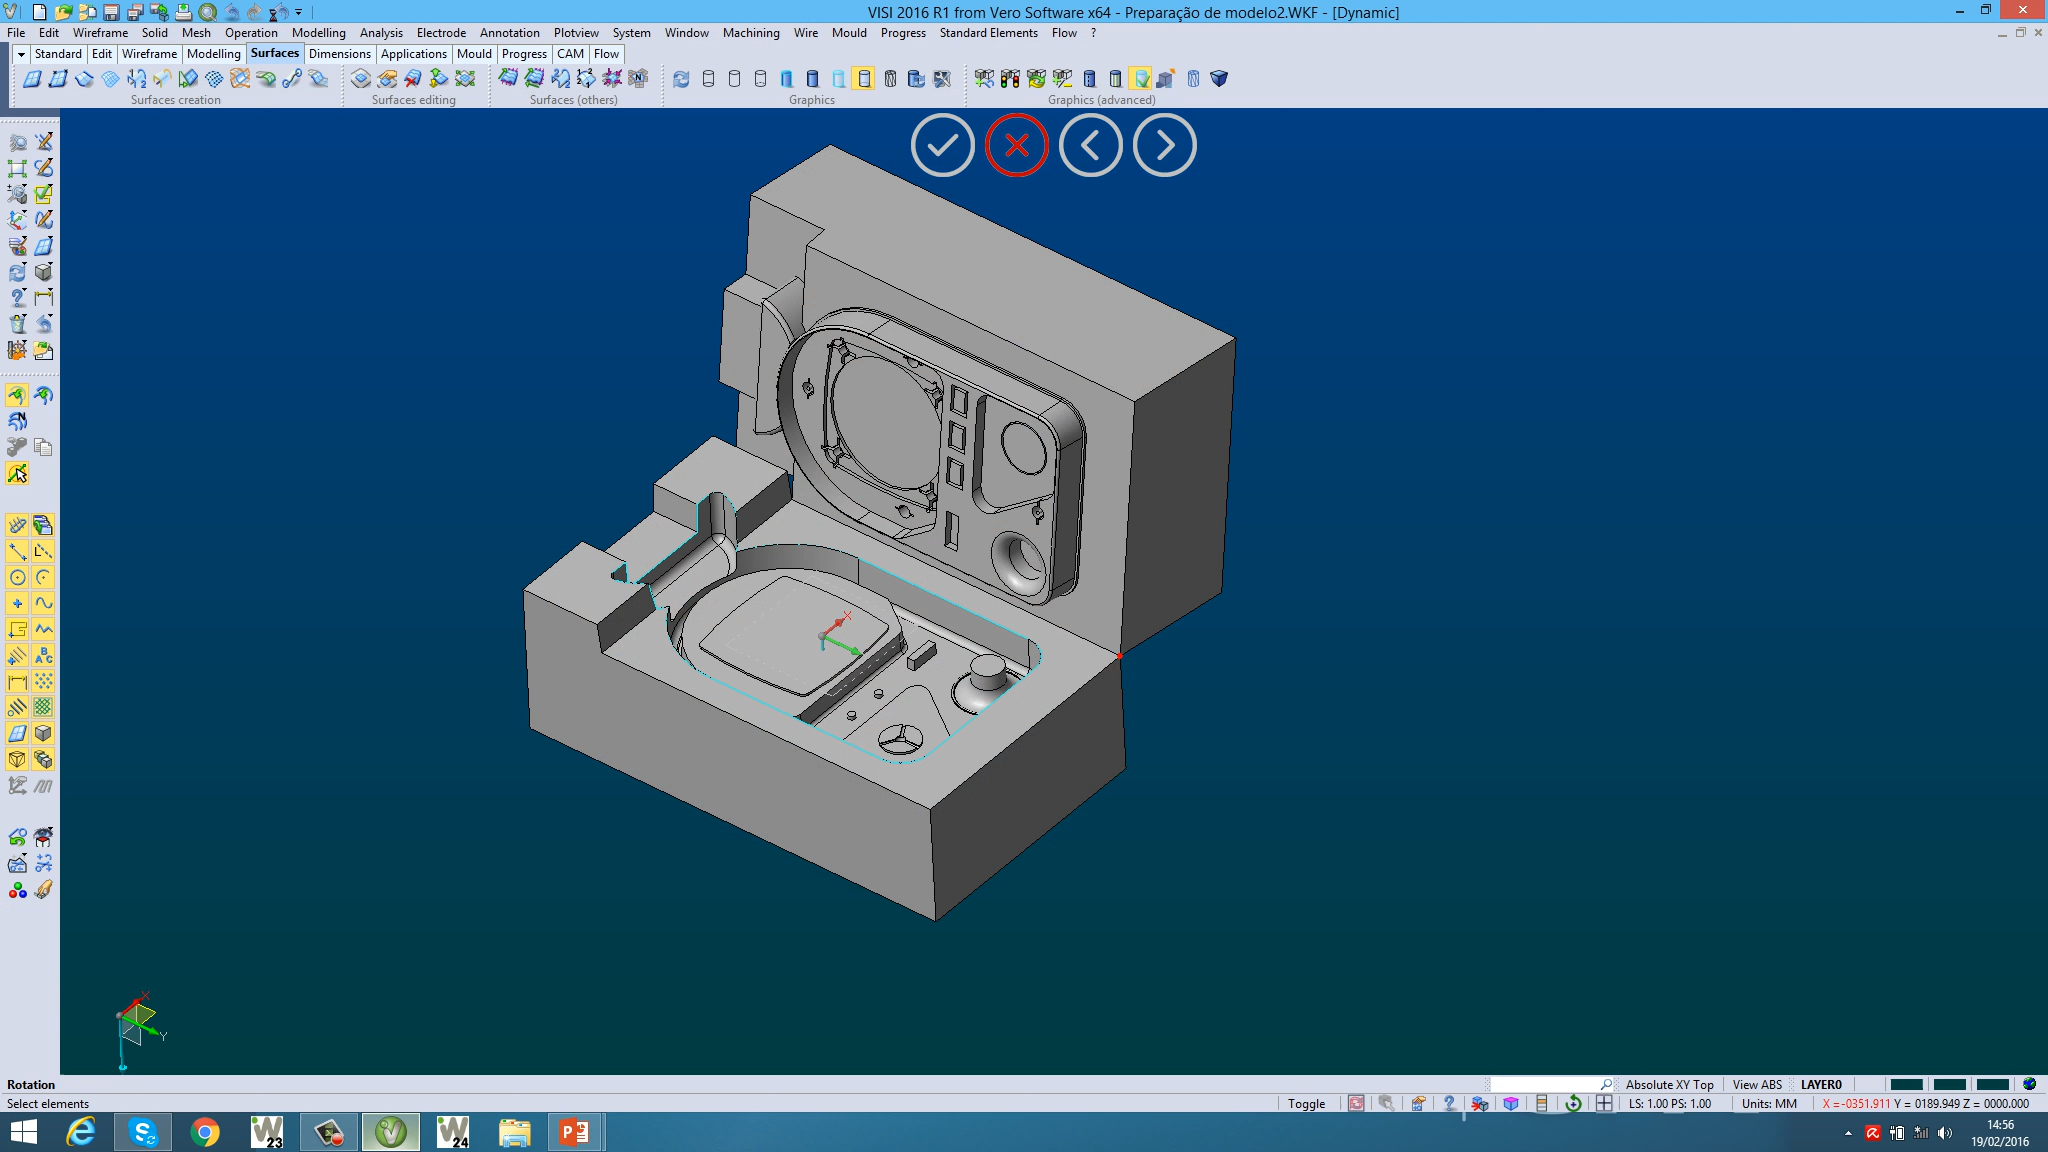 VISI 2016 R1 from Vero Software x64 - Preparação de modelo2.WKF - [Dynamic]
File Edit Wireframe Solid Mesh Operation Modelling Analysis Electrode Annotation Plotview System Window Machining Wire Mould Progress Standard Elements Flow ?
Standard Edit Wireframe Modelling Surfaces Dimensions Applications Mould Progress CAM Flow
Surfaces creation Surfaces editing Surfaces (others) Graphics Graphics (advanced)
X
X
Y
Rotation
Absolute XY Top View ABS LAYER0
Select elements
Toggle LS: 1.00 PS: 1.00 Units: MM X =-0351.911 Y = 0189.949 Z = 0000.000
23
24
14:56
19/02/2016